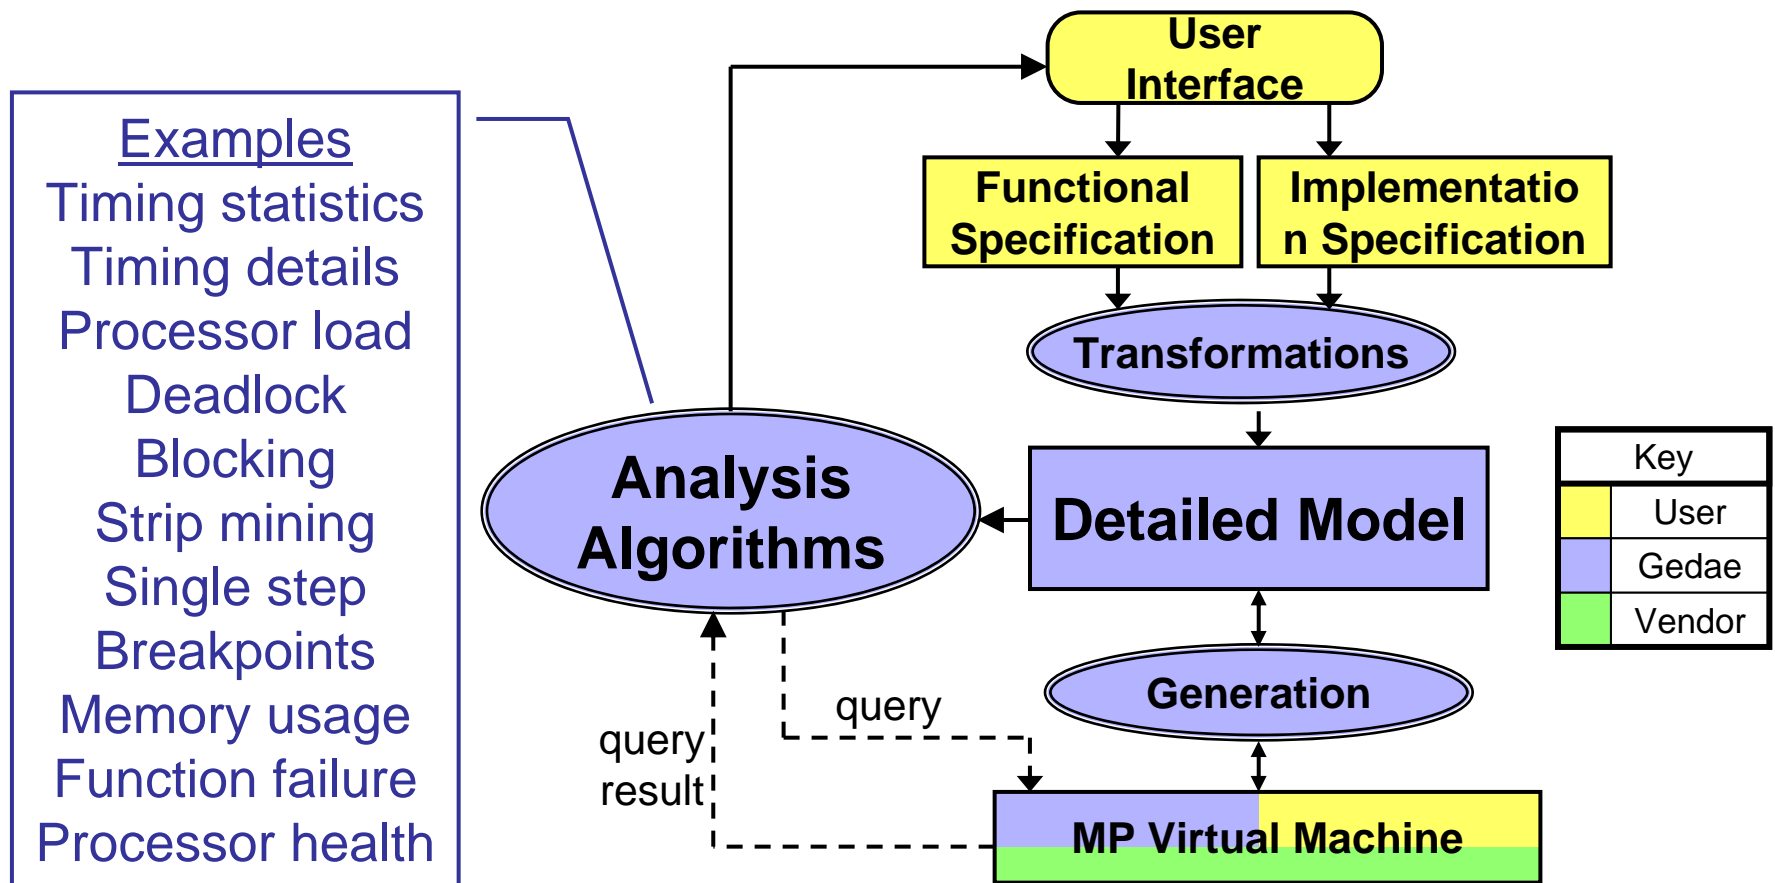 Examples
Timing statistics
Timing details
Processor load
Deadlock
Blocking
Strip mining
Single step
Breakpoints
Memory usage
Function failure
Processor health
User
Interface
Functional
Specification
Implementatio
n Specification
Transformations
Analysis
Algorithms
Detailed Model
Generation
query
query
result
MP Virtual Machine
Key
User
Gedae
Vendor